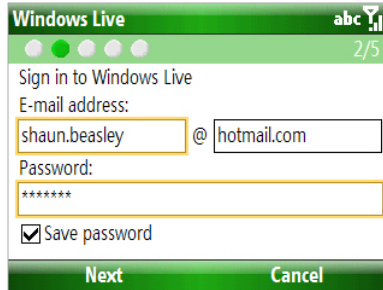 Windows Live abc
2/5
Sign in to Windows Live
E-mail address:
shaun.beasley @ hotmail.com
Password:
*******
Save password
Next Cancel